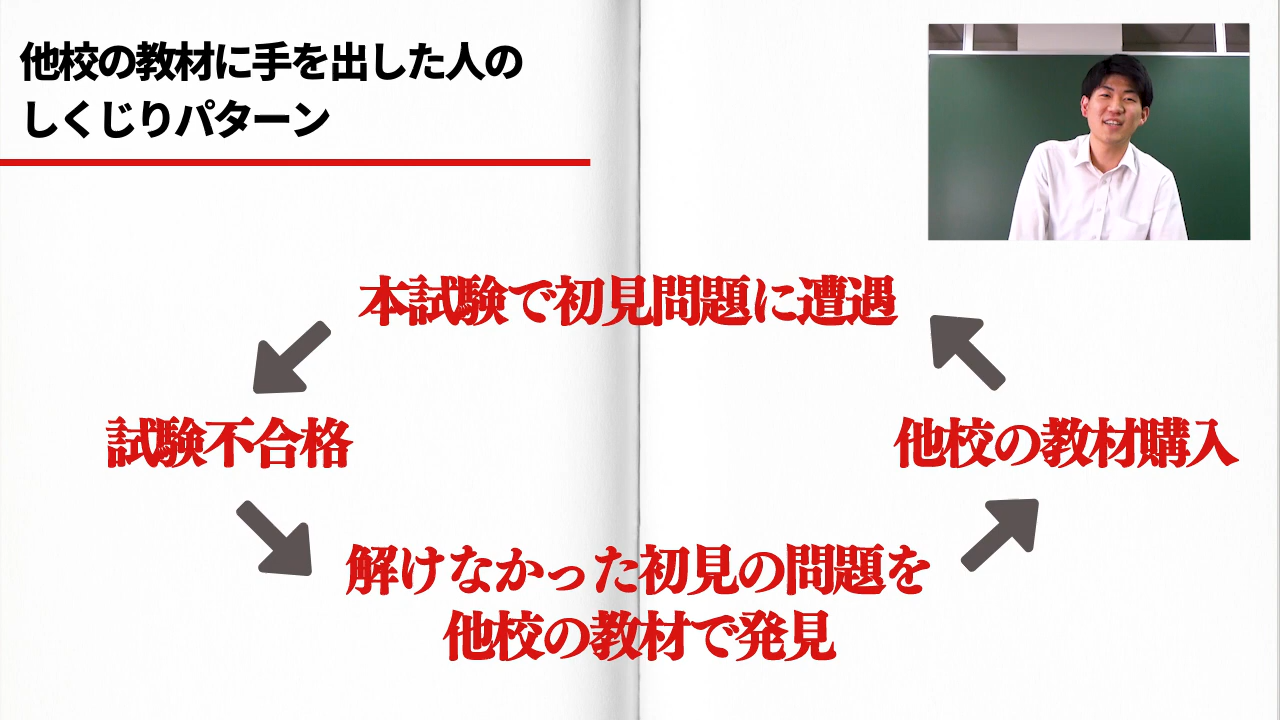 他校の教材に手を出した人の
しくじりパターン
本試験で初見問題に遭遇
試験不合格
他校の教材購入
解けなかった初見の問題を
他校の教材で発見